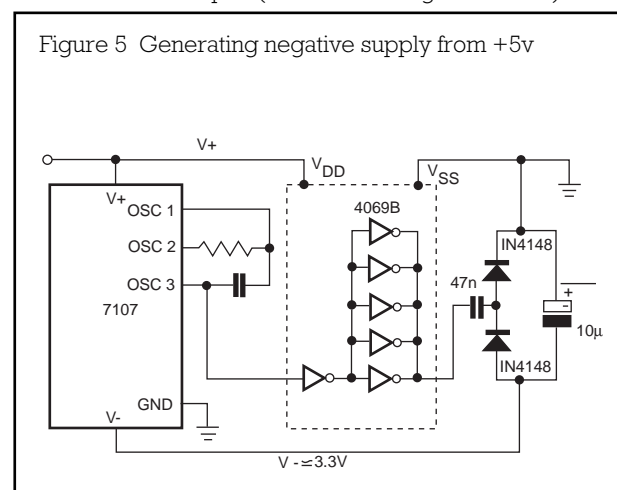 Figure 5 Generating negative supply from +5v
V+
VDD
VSS
V+
OSC 1
4069B
IN4148
OSC 2
47n
+
-
OSC 3
7107
10µ
IN4148
GND
V-
V -≃3.3V